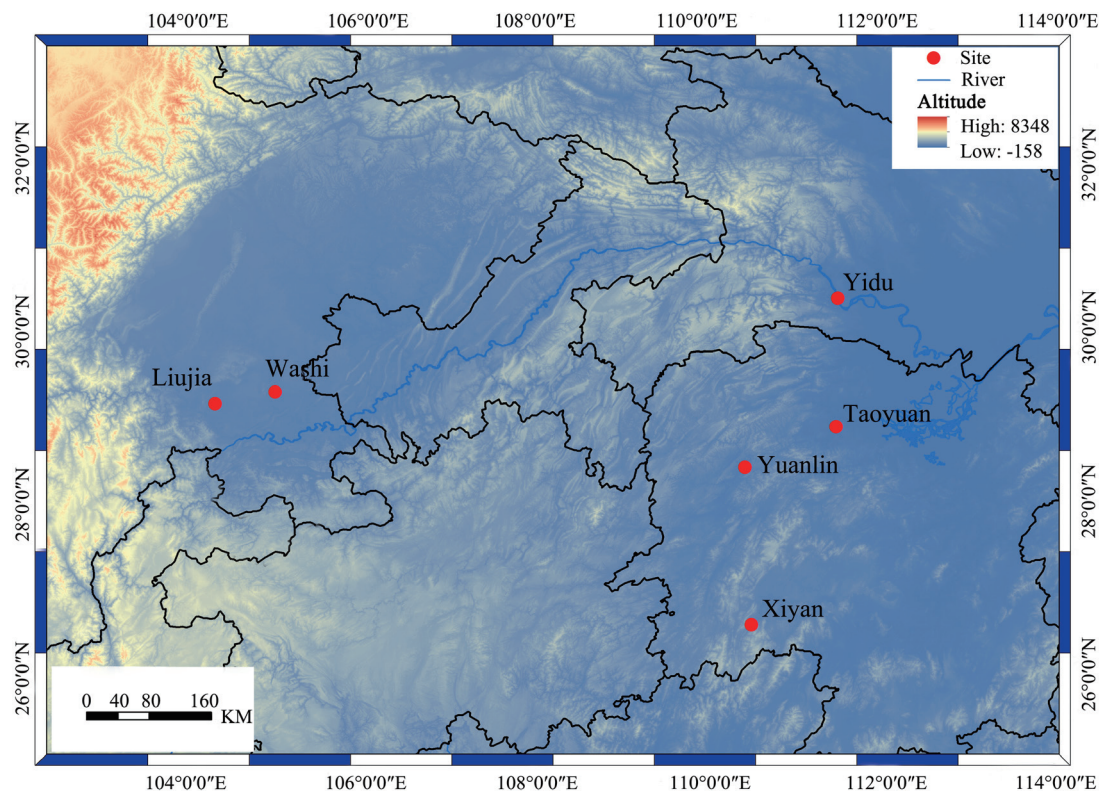 104°0′0″E 106°0′0″E 108°0′0″E 110°0′0″E 112°0′0″E 114°0′0″E
Site
River
Altitude
High: 8348
Low: -158
32°0′0″N
32°0′0″N
Yidu
30°0′0″N
30°0′0″N
Washi
Liujia
Taoyuan
Yuanlin
28°0′0″N
28°0′0″N
Xiyan
26°0′0″N
26°0′0″N
0 40 80 160
KM
104°0′0″E 106°0′0″E 108°0′0″E 110°0′0″E 112°0′0″E 114°0′0″E